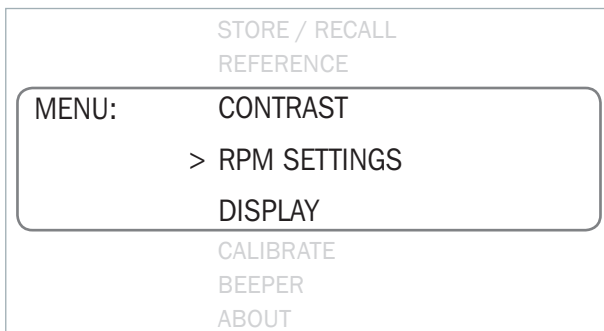 STORE / RECALL
REFERENCE
MENU: CONTRAST
> RPM SETTINGS
DISPLAY
CALIBRATE
BEEPER
ABOUT